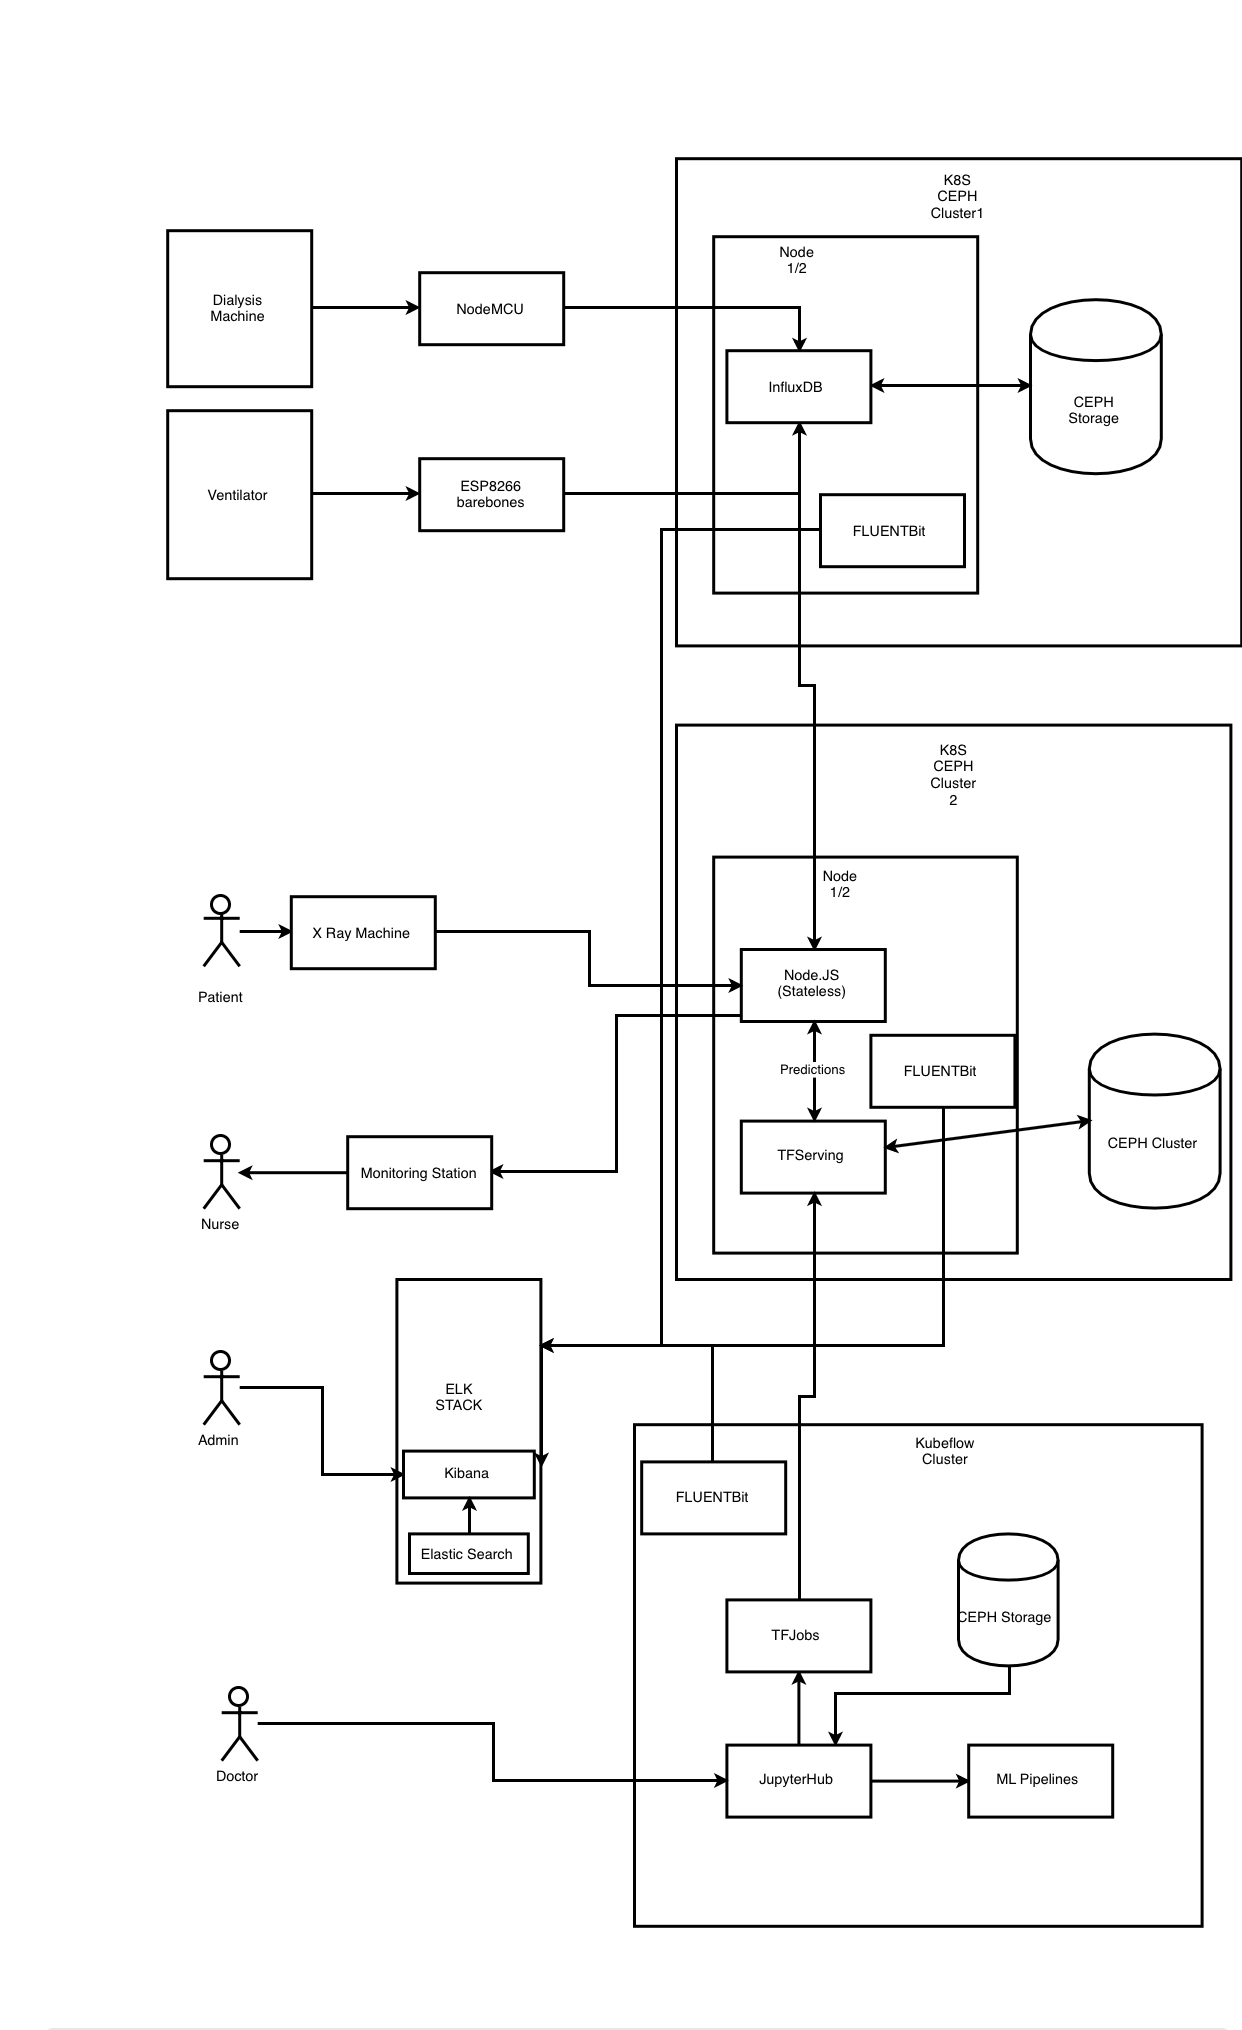 K8S
CEPH
Cluster1
Node
1/2
Dialysis
Machine
NodeMCU
InfluxDB
CEPH
Storage
Ventilator
ESP8266
barebones
FLUENTBit
K8S
CEPH
Cluster
2
Node
1/2
X Ray Machine
Patient
Node.JS
(Stateless)
Predictions
FLUENTBit
CEPH Cluster
TFServing
Monitoring Station
Nurse
ELK
STACK
Admin
Kibana
Elastic Search
Kubeflow
Cluster
FLUENTBit
CEPH Storage
TFJobs
Doctor
JupyterHub
ML Pipelines